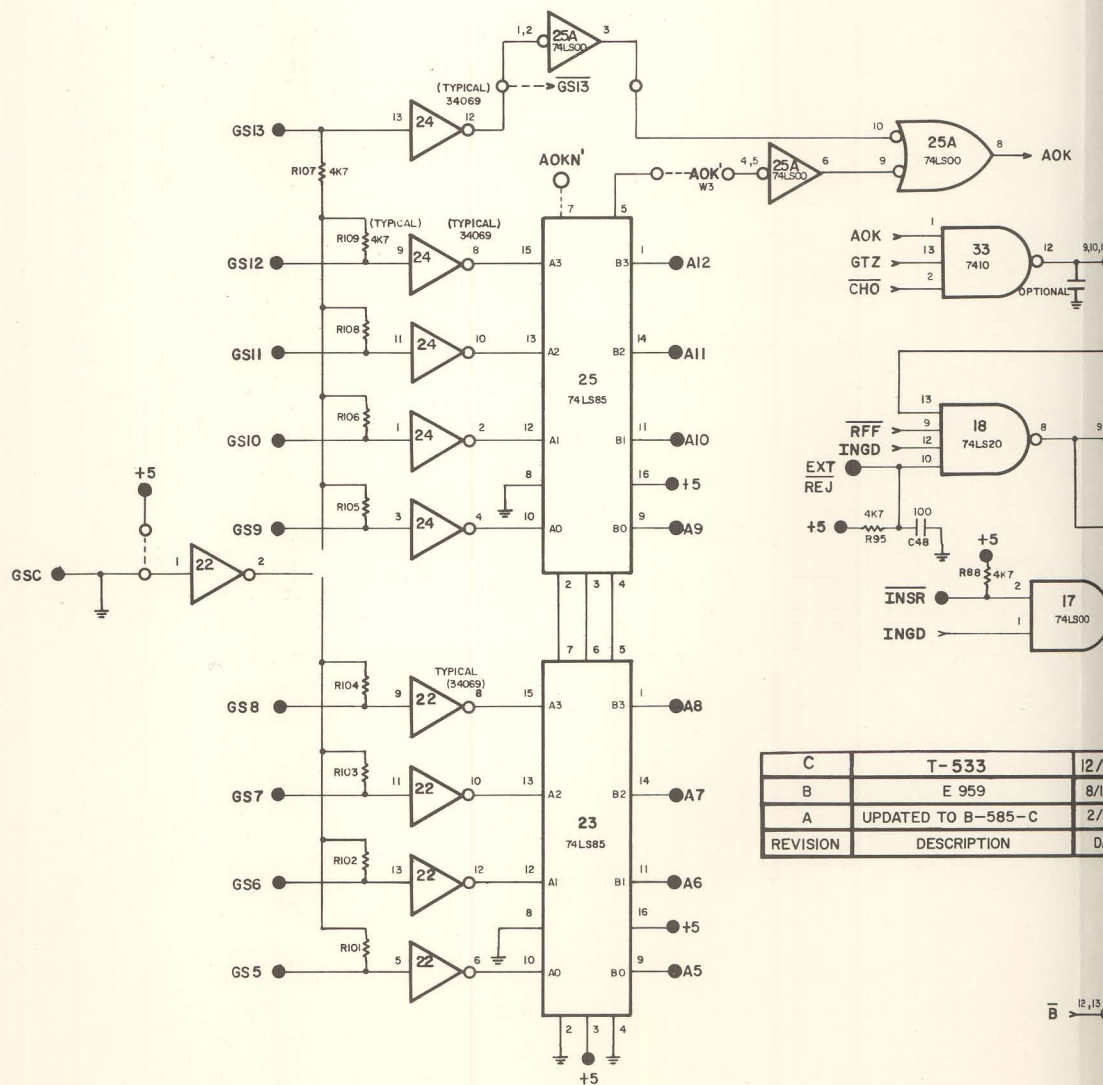 1,2
25A
74LS00
3
(TYPICAL)
34069
GS13
GS13
13
24
12
10
25A
74LS00
8
AOK
R107
4K7
AOKN'
AOK'
W3
4,5
25A
74LS00
6
9
7
5
(TYPICAL)
(TYPICAL)
34069
R109
4K7
GS12
9
24
8
15
A3
B3
1
A12
AOK
1
GTZ
13
CHO
2
33
7410
12
9,10,1
OPTIONAL
R108
GS11
11
24
10
13
A2
B2
14
A11
25
74LS85
R106
GS10
1
24
2
12
A1
B1
11
A10
13
RFF
9
INGD
12
EXT
REJ
10
18
74LS20
8
9
8
16
+5
R105
GS9
3
24
4
10
A0
B0
9
A9
+5
4K7
R95
100
C48
+5
GSC
1
22
2
2
3
4
+5
R88
4K7
INSR
2
INGD
1
17
74LS00
7
6
5
TYPICAL
(34069)
R104
GS8
9
22
8
15
A3
B3
1
A8
R103
GS7
11
22
10
13
A2
B2
14
A7
23
74LS85
R102
GS6
13
22
12
12
A1
B1
11
A6
8
16
+5
R101
GS5
5
22
6
10
A0
B0
9
A5
2
3
4
+5
C T-533 12/
B E 959 8/1
A UPDATED TO B-585-C 2/
REVISION DESCRIPTION D
B
12,13